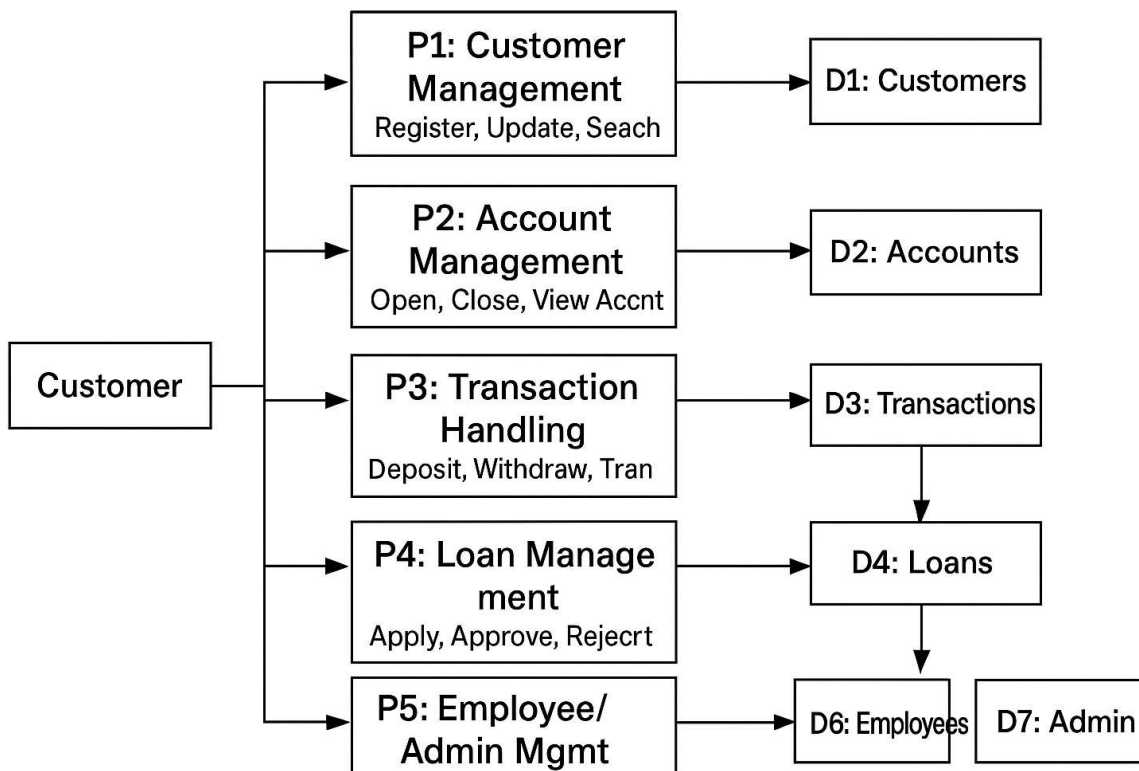 P1: Customer
Management
Register, Update, Seach
D1: Customers
P2: Account
Management
Open, Close, View Accnt
D2: Accounts
Customer
P3: Transaction
Handling
Deposit, Withdraw, Tran
D3: Transactions
P4: Loan Manage
ment
Apply, Approve, Rejecrt
D4: Loans
P5: Employee/
Admin Mgmt
D6: Employees
D7: Admin